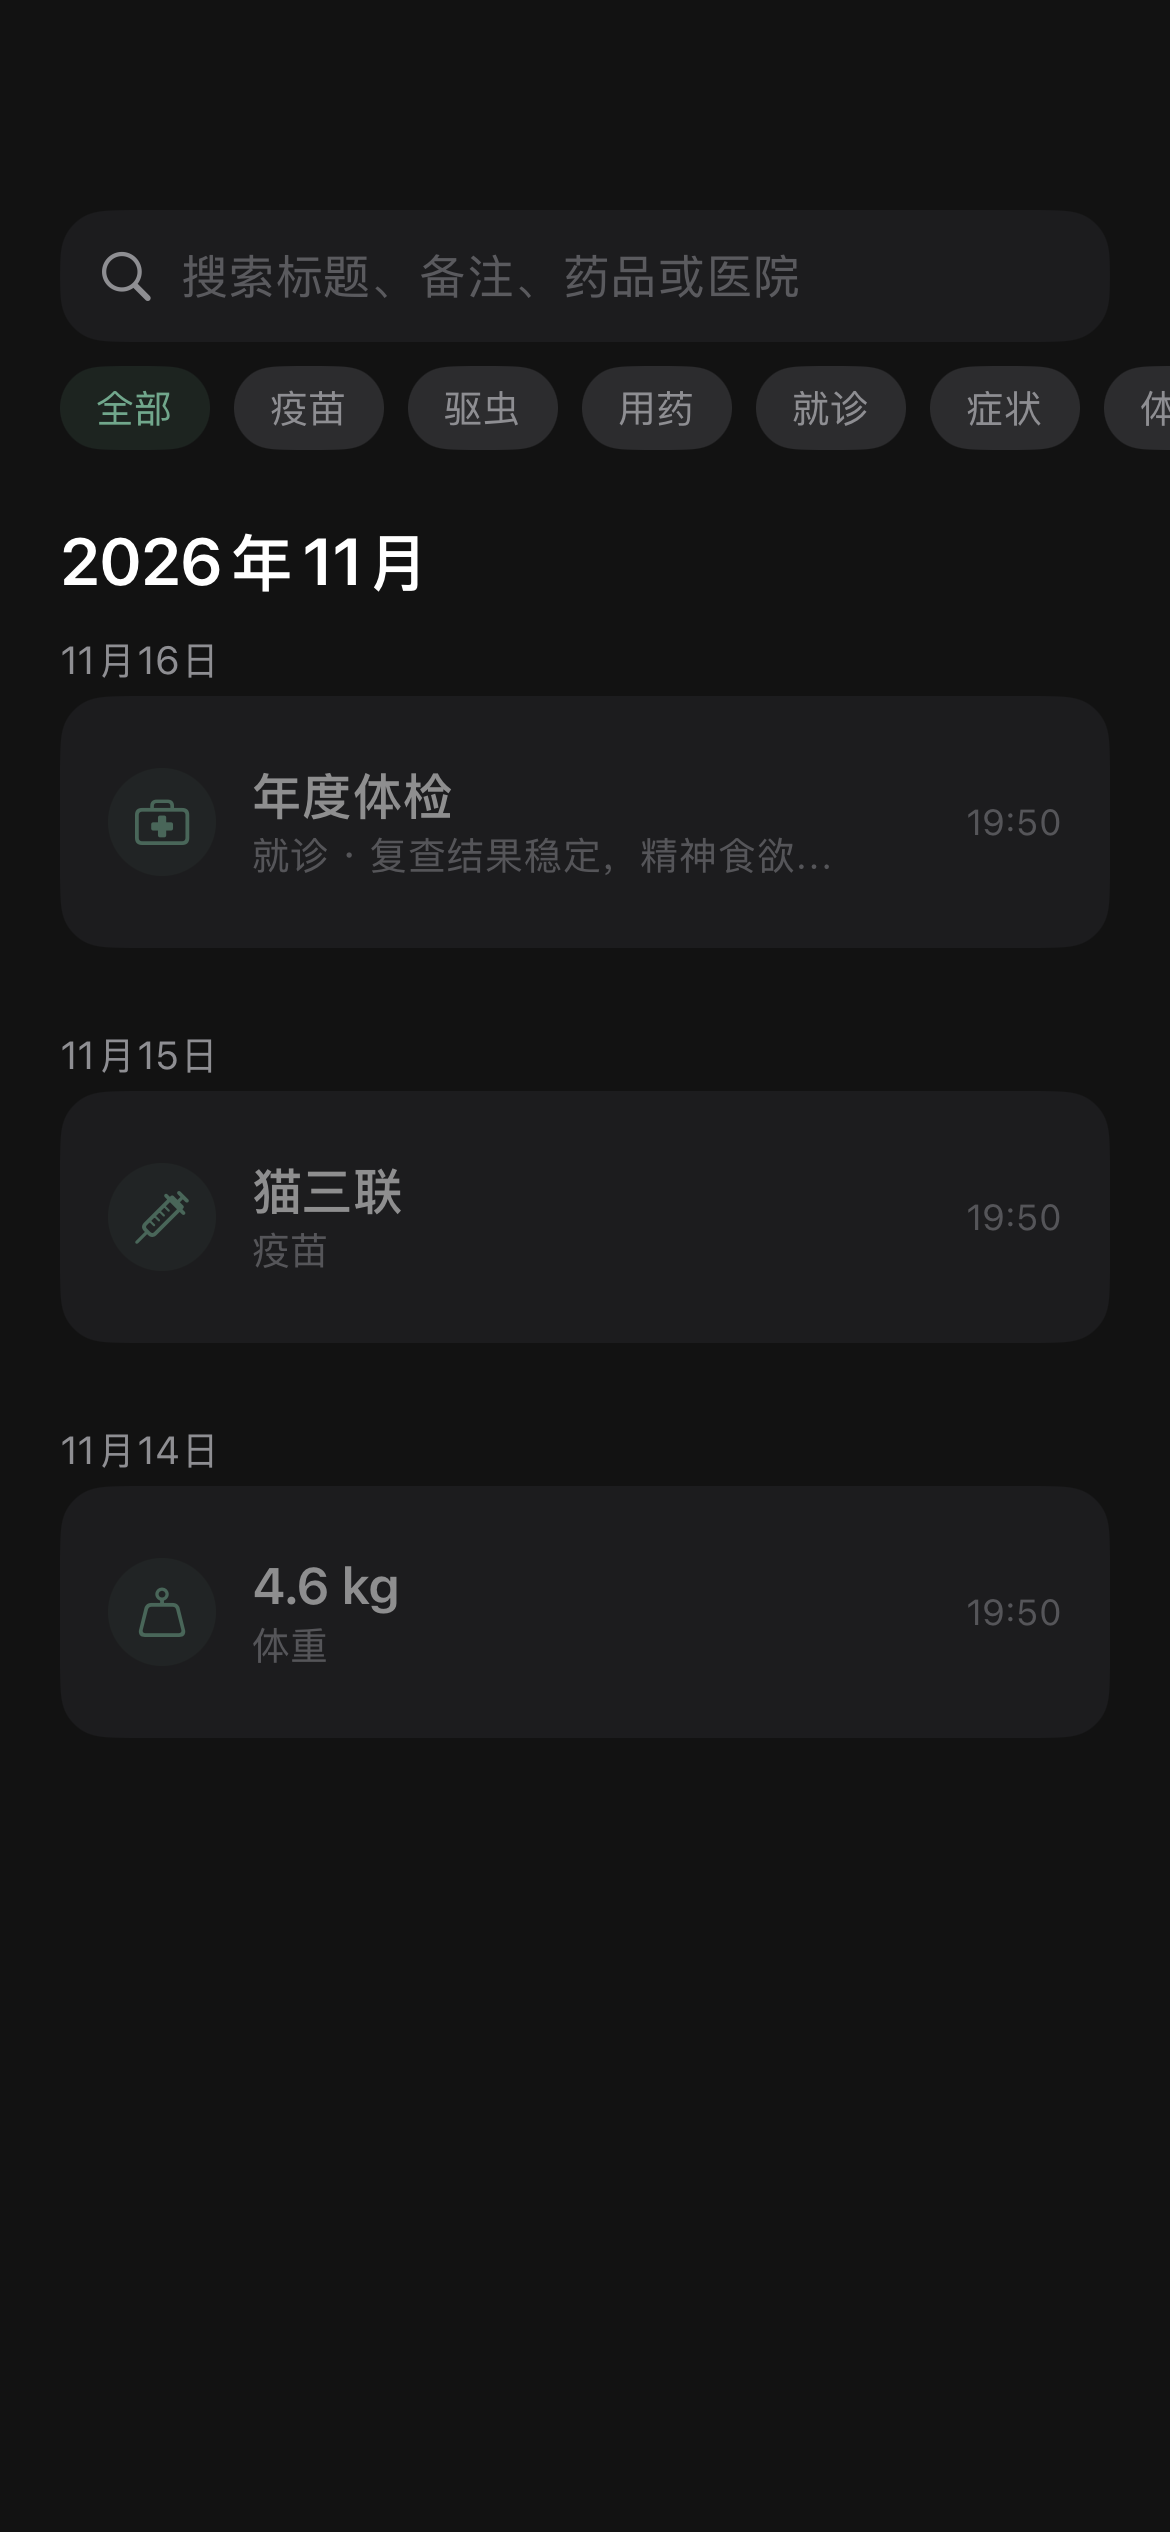 搜索标题、备注、药品或医院
全部 疫苗 驱虫 用药 就诊 症状 体
2026年11月
11月16日
年度体检
就诊 · 复查结果稳定，精神食欲...
19:50
11月15日
猫三联
疫苗
19:50
11月14日
4.6 kg
体重
19:50